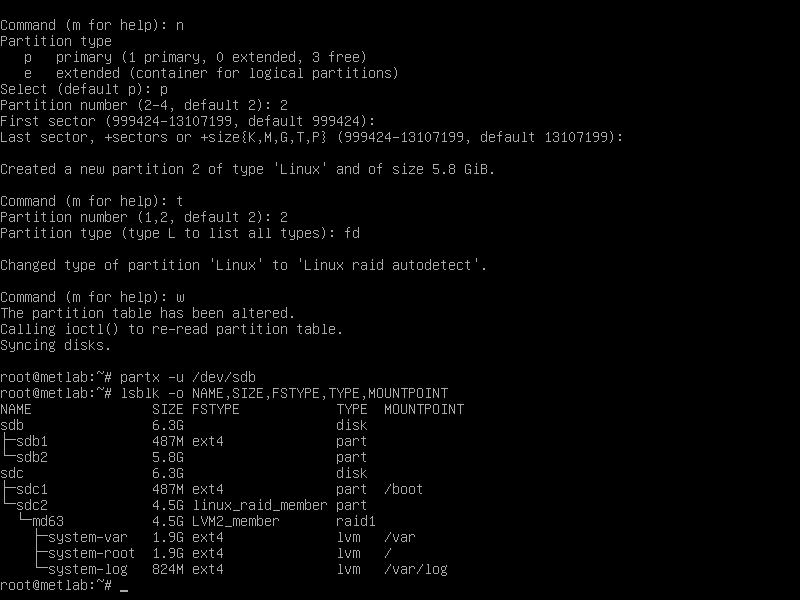 Command (m for help): n
Partition type
   p   primary (1 primary, 0 extended, 3 free)
   e   extended (container for logical partitions)
Select (default p): p
Partition number (2-4, default 2): 2
First sector (999424-13107199, default 999424):
Last sector, +sectors or +size{K,M,G,T,P} (999424-13107199, default 13107199):

Created a new partition 2 of type 'Linux' and of size 5.8 GiB.

Command (m for help): t
Partition number (1,2, default 2): 2
Partition type (type L to list all types): fd

Changed type of partition 'Linux' to 'Linux raid autodetect'.

Command (m for help): w
The partition table has been altered.
Calling ioctl() to re-read partition table.
Syncing disks.

root@metlab:~# partx -u /dev/sdb
root@metlab:~# lsblk -o NAME,SIZE,FSTYPE,TYPE,MOUNTPOINT
NAME               SIZE FSTYPE            TYPE  MOUNTPOINT
sdb                6.3G                   disk
├─sdb1             487M ext4              part
└─sdb2             5.8G                   part
sdc                6.3G                   disk
├─sdc1             487M ext4              part  /boot
└─sdc2             4.5G linux_raid_member part
  └─md63           4.5G LVM2_member       raid1
    ├─system-var   1.9G ext4              lvm   /var
    ├─system-root  1.9G ext4              lvm   /
    └─system-log   824M ext4              lvm   /var/log
root@metlab:~# _